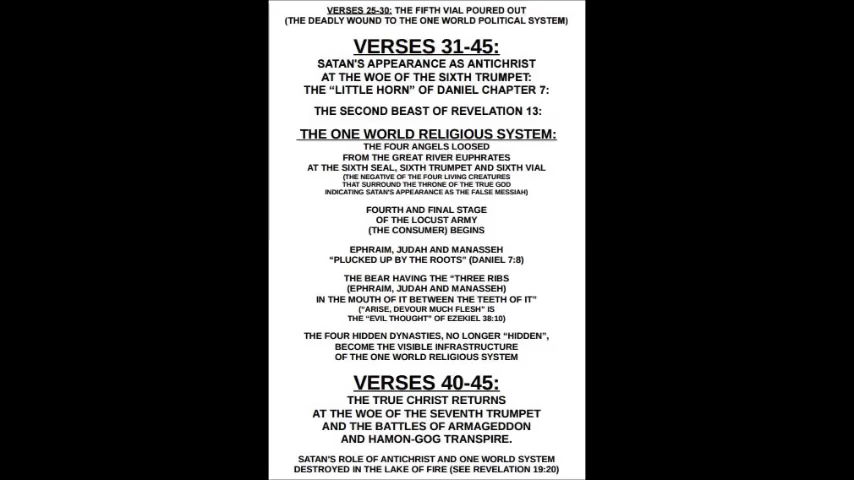 VERSES 25-30: THE FIFTH VIAL POURED OUT
(THE DEADLY WOUND TO THE ONE WORLD POLITICAL SYSTEM)
VERSES 31-45:
SATAN'S APPEARANCE AS ANTICHRIST
AT THE WOE OF THE SIXTH TRUMPET:
THE “LITTLE HORN” OF DANIEL CHAPTER 7:
THE SECOND BEAST OF REVELATION 13:
THE ONE WORLD RELIGIOUS SYSTEM:
THE FOUR ANGELS LOOSED
FROM THE GREAT RIVER EUPHRATES
AT THE SIXTH SEAL, SIXTH TRUMPET AND SIXTH VIAL
(THE NEGATIVE OF THE FOUR LIVING CREATURES
THAT SURROUND THE THRONE OF THE TRUE GOD
INDICATING SATAN'S APPEARANCE AS THE FALSE MESSIAH)
FOURTH AND FINAL STAGE
OF THE LOCUST ARMY
(THE CONSUMER) BEGINS
EPHRAIM, JUDAH AND MANASSEH
“PLUCKED UP BY THE ROOTS” (DANIEL 7:8)
THE BEAR HAVING THE “THREE RIBS
(EPHRAIM, JUDAH AND MANASSEH)
IN THE MOUTH OF IT BETWEEN THE TEETH OF IT”
(“ARISE, DEVOUR MUCH FLESH” IS
THE “EVIL THOUGHT” OF EZEKIEL 38:10)
THE FOUR HIDDEN DYNASTIES, NO LONGER “HIDDEN”,
BECOME THE VISIBLE INFRASTRUCTURE
OF THE ONE WORLD RELIGIOUS SYSTEM
VERSES 40-45:
THE TRUE CHRIST RETURNS
AT THE WOE OF THE SEVENTH TRUMPET
AND THE BATTLES OF ARMAGEDDON
AND HAMON-GOG TRANSPIRE.
SATAN'S ROLE OF ANTICHRIST AND ONE WORLD SYSTEM
DESTROYED IN THE LAKE OF FIRE (SEE REVELATION 19:20)